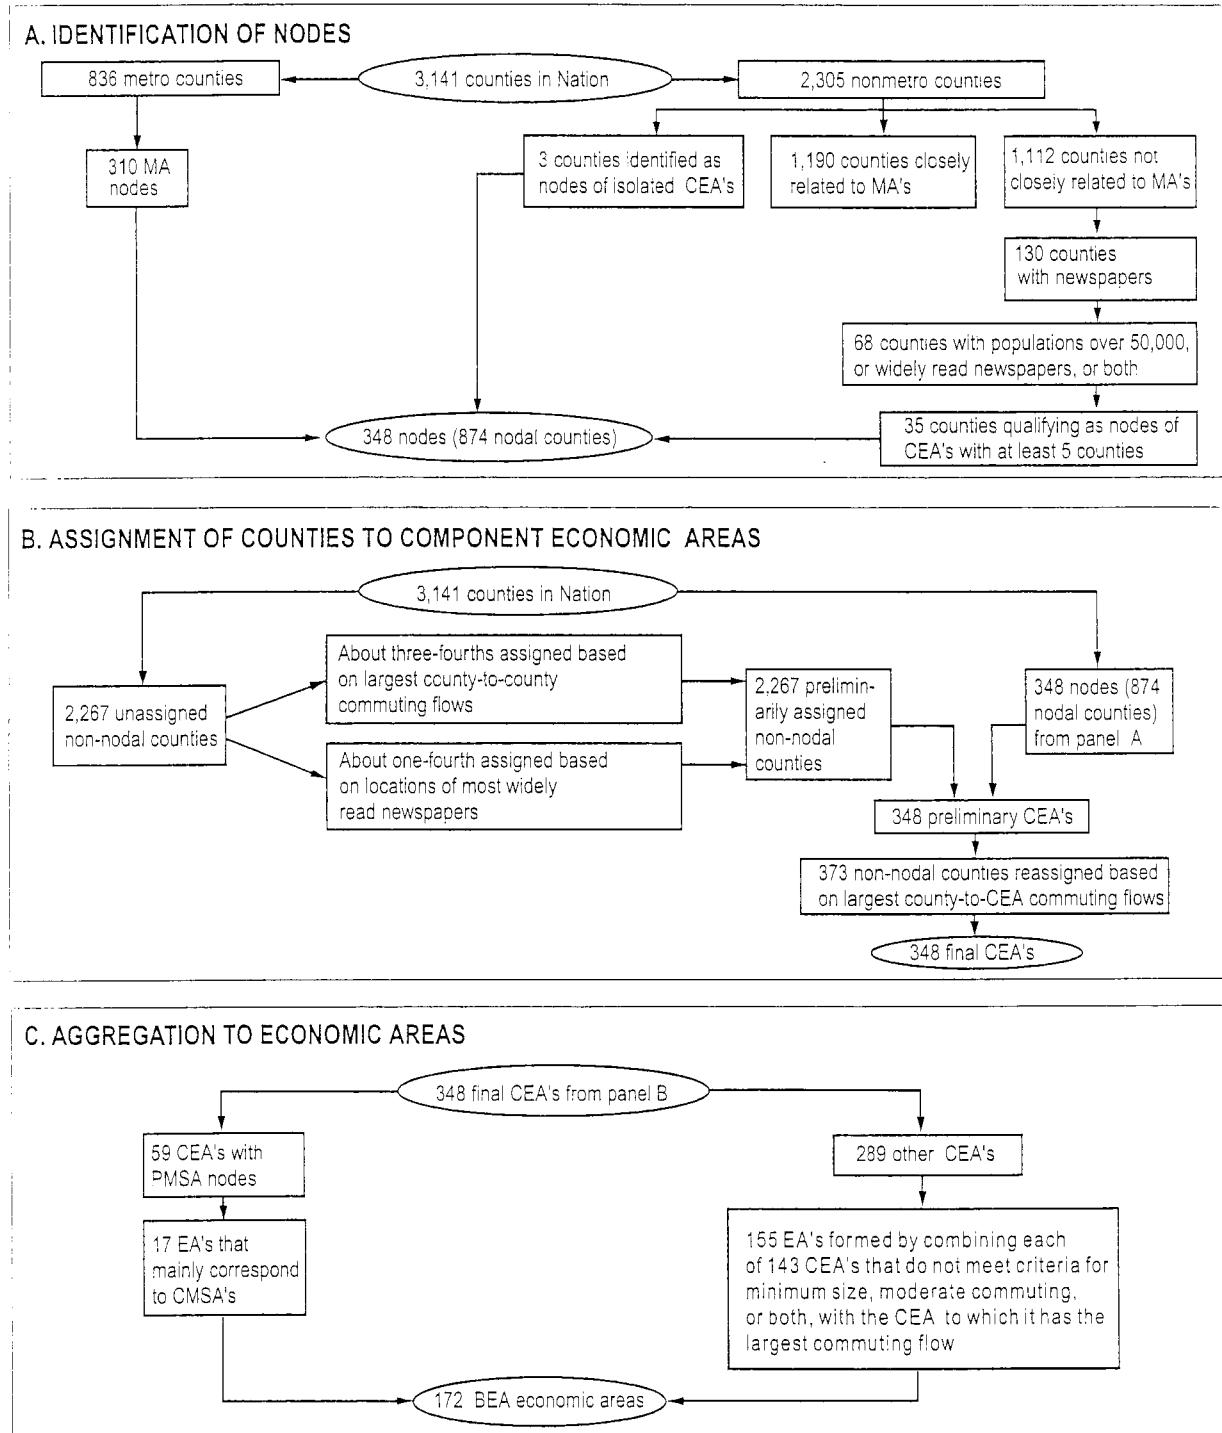 A. IDENTIFICATION OF NODES
836 metro counties
3,141 counties in Nation
2,305 nonmetro counties
310 MA
nodes
3 counties identified as
nodes of isolated CEA's
1,190 counties closely
related to MA's
1,112 counties not
closely related to MA's
130 counties
with newspapers
68 counties with populations over 50,000,
or widely read newspapers, or both
348 nodes (874 nodal counties)
35 counties qualifying as nodes of
CEA's with at least 5 counties
B. ASSIGNMENT OF COUNTIES TO COMPONENT ECONOMIC AREAS
3,141 counties in Nation
2,267 unassigned
non-nodal counties
About three-fourths assigned based
on largest county-to-county
commuting flows
About one-fourth assigned based
on locations of most widely
read newspapers
2,267 prelimin-
arily assigned
non-nodal
counties
348 nodes (874
nodal counties)
from panel A
348 preliminary CEA's
373 non-nodal counties reassigned based
on largest county-to-CEA commuting flows
348 final CEA's
C. AGGREGATION TO ECONOMIC AREAS
348 final CEA's from panel B
59 CEA's with
PMSA nodes
289 other CEA's
17 EA's that
mainly correspond
to CMSA's
155 EA's formed by combining each
of 143 CEA's that do not meet criteria for
minimum size, moderate commuting,
or both, with the CEA to which it has the
largest commuting flow
172 BEA economic areas